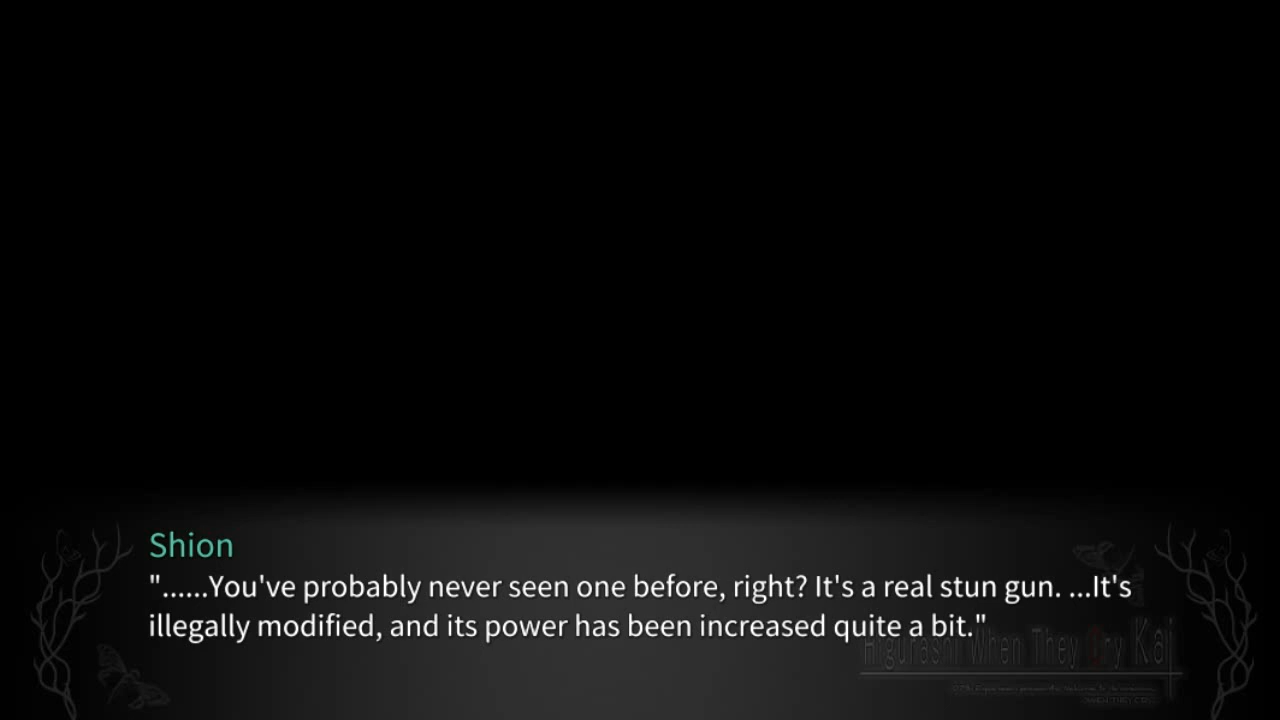 Shion
"......You've probably never seen one before, right? It's a real stun gun. ...It's
illegally modified, and its power has been increased quite a bit."
Higurashi When They Cry Kai